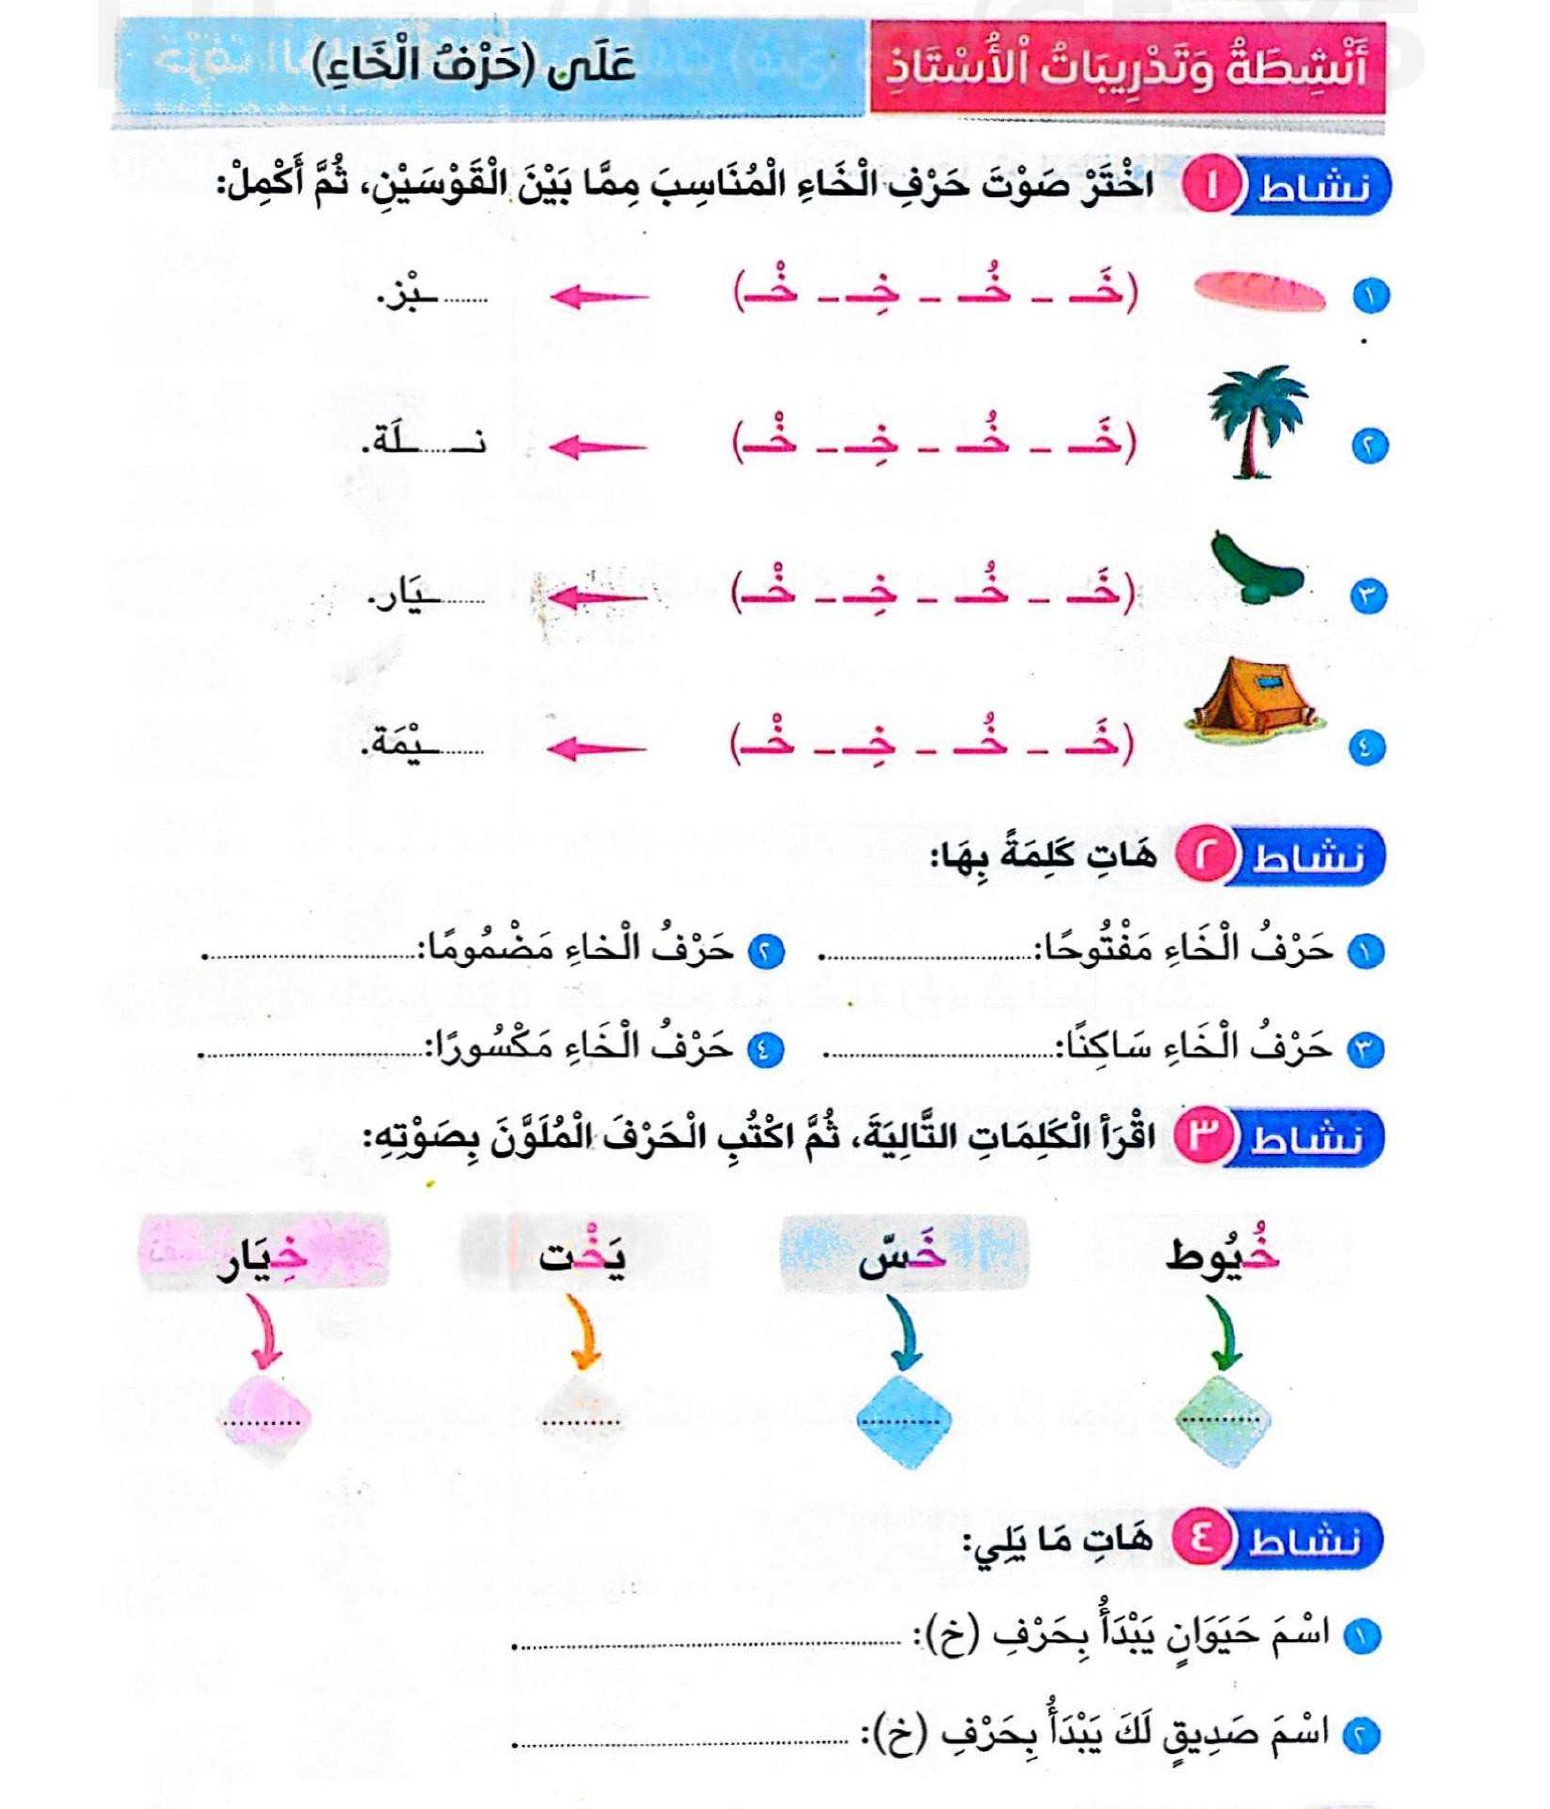 أَنْشِطَةُ وَتَدْرِيبَاتُ الْأُسْتَاذِ عَلَى (حَرْفُ الْخَاءِ)
نشاط ١ اخْتَرْ صَوْتَ حَرْفِ الْخَاءِ الْمُنَاسِبَ مِمَّا بَيْنَ الْقَوْسَيْنِ، ثُمَّ أَكْمِلْ:
١ (خَـ - خُـ - خِـ - خْـ) ........ـبْز.
٢ (خَـ - خُـ - خِـ - خْـ) نـ.....ـلَة.
٣ (خَـ - خُـ - خِـ - خْـ) ........ـيَار.
٤ (خَـ - خُـ - خِـ - خْـ) ........ـيْمَة.
نشاط ٢ هَاتِ كَلِمَةً بِهَا:
١ حَرْفُ الْخَاءِ مَفْتُوحًا: ............................. ٢ حَرْفُ الْخاءِ مَضْمُومًا: .............................
٣ حَرْفُ الْخَاءِ سَاكِنًا: ............................. ٤ حَرْفُ الْخَاءِ مَكْسُورًا: .............................
نشاط ٣ اقْرَأ الْكَلِمَاتِ التَّالِيَةَ، ثُمَّ اكْتُبِ الْحَرْفَ الْمُلَوَّنَ بِصَوْتِهِ:
خُيُوط خَسّ يَخْت خِيَار
.......... .......... .......... ..........
نشاط ٤ هَاتِ مَا يَلِي:
١ اسْمَ حَيَوَانٍ يَبْدَأُ بِحَرْفِ (خ): ..................................................
٢ اسْمَ صَدِيقٍ لَكَ يَبْدَأُ بِحَرْفِ (خ): ..................................................